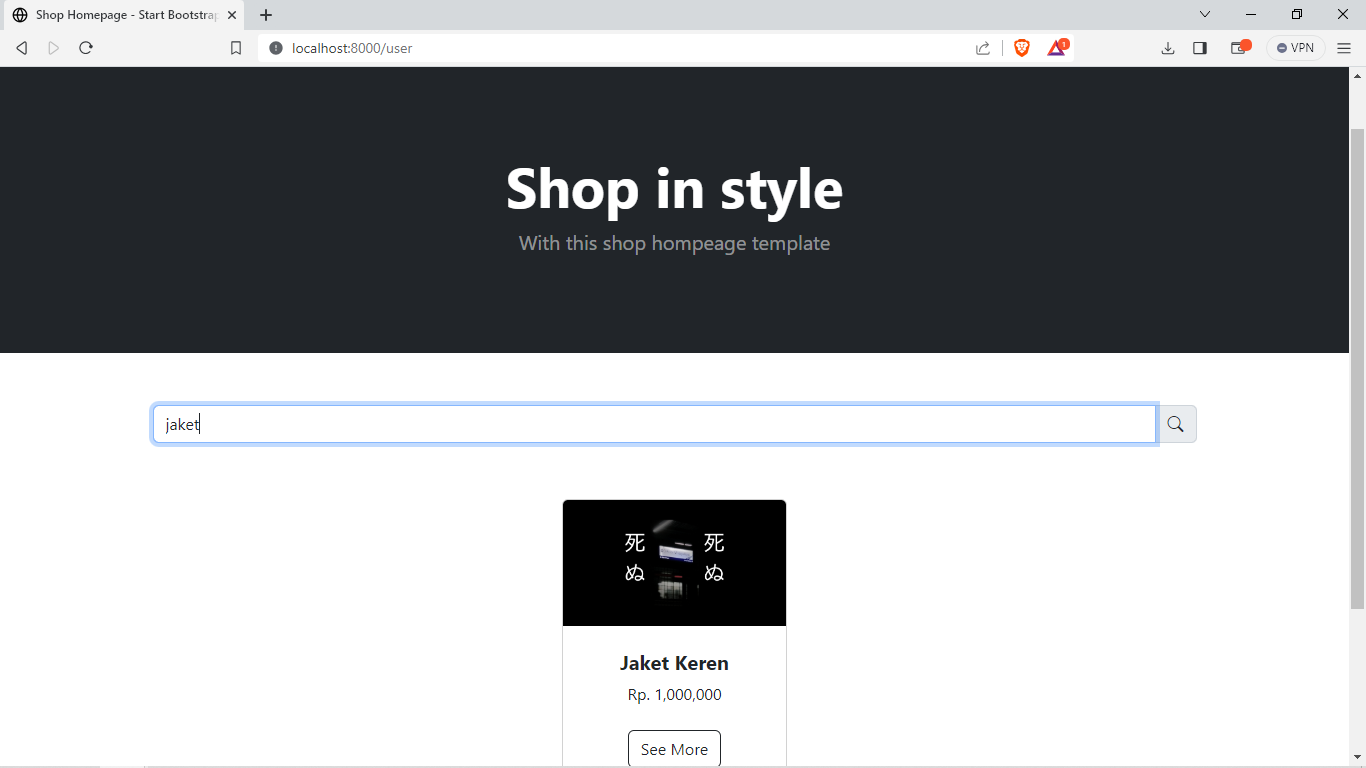 Shop Homepage - Start Bootstrap
localhost:8000/user
1
VPN
Shop in style
With this shop hompeage template
jaket
死 死
ぬ ぬ
Jaket Keren
Rp. 1,000,000
See More